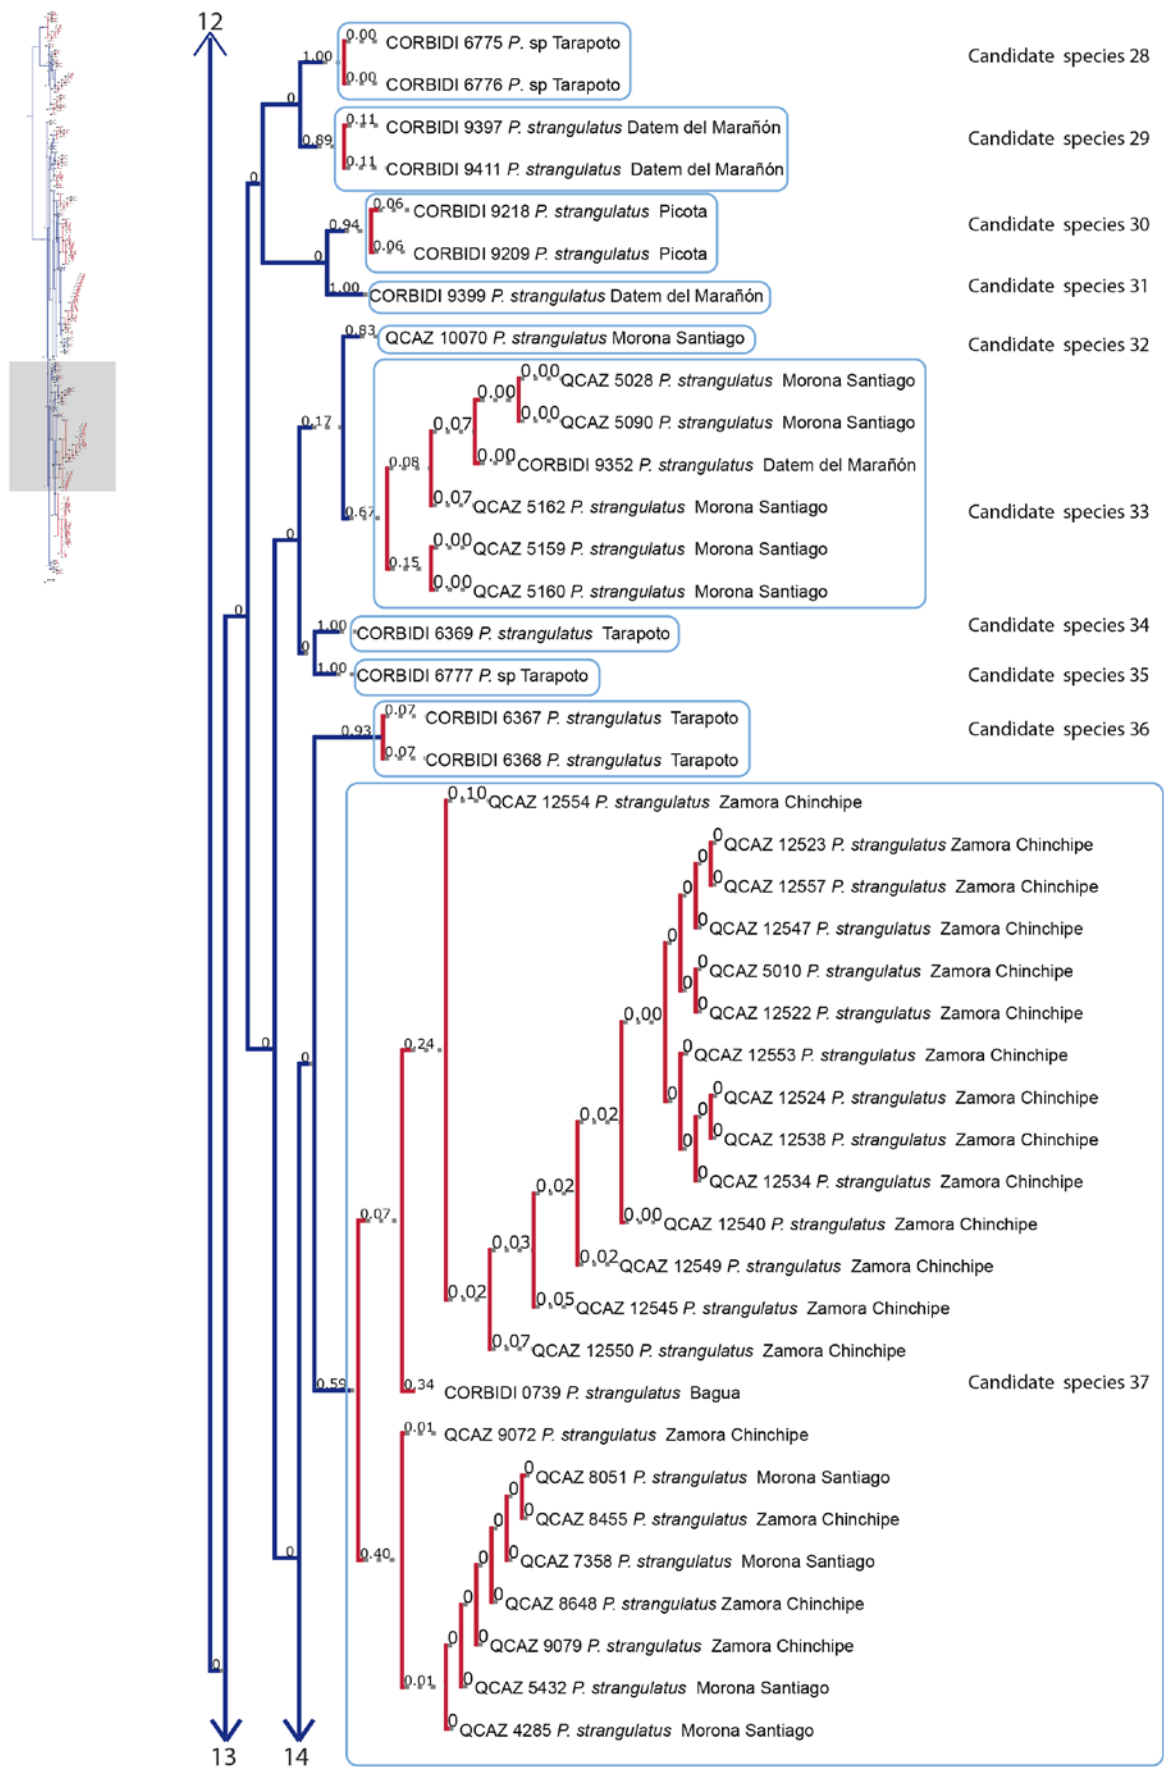 12
0.00 CORBIDI 6775 P. sp Tarapoto
Candidate species 28
1.00
0.00 CORBIDI 6776 P. sp Tarapoto
0
0.11 CORBIDI 9397 P. strangulatus Datem del Marañón
Candidate species 29
0.89
0.11 CORBIDI 9411 P. strangulatus Datem del Marañón
0
0.06 CORBIDI 9218 P. strangulatus Picota
Candidate species 30
0.94
0.06 CORBIDI 9209 P. strangulatus Picota
0
1.00 CORBIDI 9399 P. strangulatus Datem del Marañón
Candidate species 31
0.83 QCAZ 10070 P. strangulatus Morona Santiago
Candidate species 32
0.00 QCAZ 5028 P. strangulatus Morona Santiago
0.00
0.00 QCAZ 5090 P. strangulatus Morona Santiago
0.17
0.07
0.00 CORBIDI 9352 P. strangulatus Datem del Marañón
0.08
0.07 QCAZ 5162 P. strangulatus Morona Santiago
0.67
Candidate species 33
0
0.00 QCAZ 5159 P. strangulatus Morona Santiago
0.15
0.00 QCAZ 5160 P. strangulatus Morona Santiago
0
1.00 CORBIDI 6369 P. strangulatus Tarapoto
Candidate species 34
0
1.00 CORBIDI 6777 P. sp Tarapoto
Candidate species 35
0.07 CORBIDI 6367 P. strangulatus Tarapoto
0.93
Candidate species 36
0.07 CORBIDI 6368 P. strangulatus Tarapoto
0.10 QCAZ 12554 P. strangulatus Zamora Chinchipe
0 QCAZ 12523 P. strangulatus Zamora Chinchipe
0
0 QCAZ 12557 P. strangulatus Zamora Chinchipe
0
0 QCAZ 12547 P. strangulatus Zamora Chinchipe
0
0 QCAZ 5010 P. strangulatus Zamora Chinchipe
0
0 QCAZ 12522 P. strangulatus Zamora Chinchipe
0.00
0
0.24
0 QCAZ 12553 P. strangulatus Zamora Chinchipe
0
0
0 QCAZ 12524 P. strangulatus Zamora Chinchipe
0
0.02
0 QCAZ 12538 P. strangulatus Zamora Chinchipe
0
0 QCAZ 12534 P. strangulatus Zamora Chinchipe
0.02
0.07
0.00 QCAZ 12540 P. strangulatus Zamora Chinchipe
0.03
0.02 QCAZ 12549 P. strangulatus Zamora Chinchipe
0.02
0.05 QCAZ 12545 P. strangulatus Zamora Chinchipe
0.07 QCAZ 12550 P. strangulatus Zamora Chinchipe
0.59
0.34 CORBIDI 0739 P. strangulatus Bagua
Candidate species 37
0.01 QCAZ 9072 P. strangulatus Zamora Chinchipe
0 QCAZ 8051 P. strangulatus Morona Santiago
0
0 QCAZ 8455 P. strangulatus Zamora Chinchipe
0
0
0.40
0 QCAZ 7358 P. strangulatus Morona Santiago
0
0 QCAZ 8648 P. strangulatus Zamora Chinchipe
0
0
0 QCAZ 9079 P. strangulatus Zamora Chinchipe
0
0.01
0 QCAZ 5432 P. strangulatus Morona Santiago
0 QCAZ 4285 P. strangulatus Morona Santiago
13
14